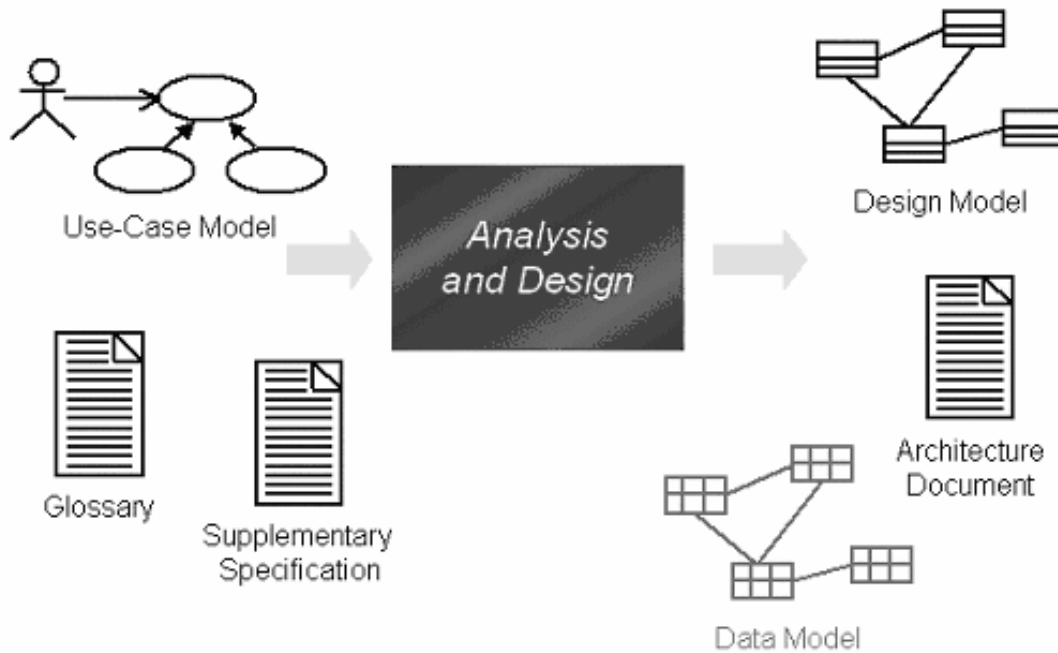 Use-Case Model
Glossary
Supplementary
Specification
Analysis
and Design
Design Model
Architecture
Document
Data Model